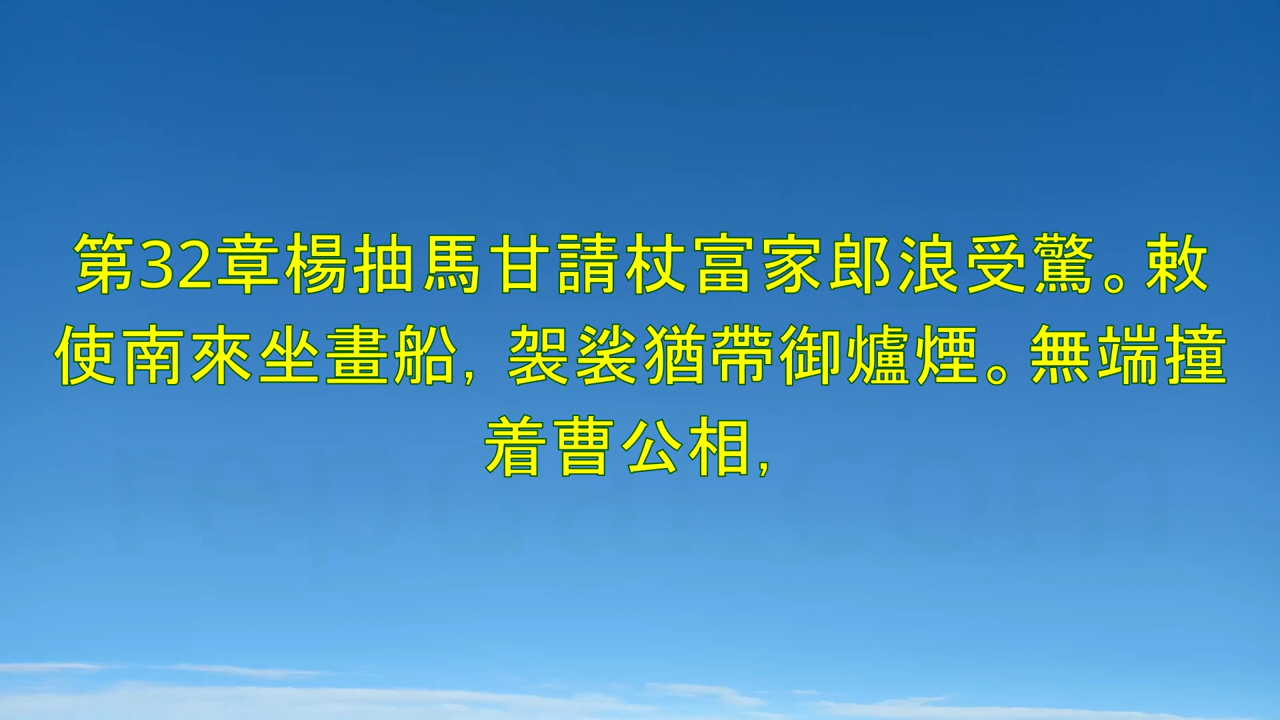 第32章楊抽馬甘請杖富家郎浪受驚。敕
使南來坐畫船，袈裟猶帶御爐煙。無端撞
着曹公相，